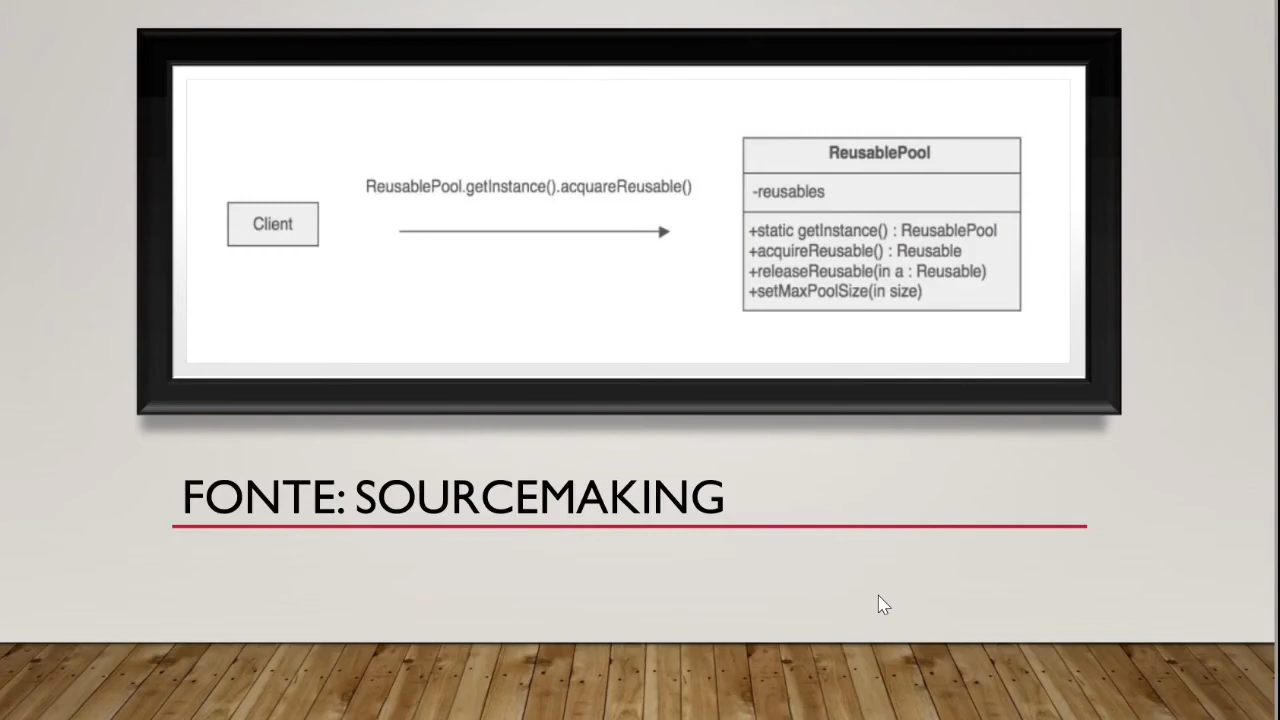 ReusablePool.getInstance().acquareReusable()
Client
ReusablePool
-reusables
+static getInstance() : ReusablePool
+acquireReusable() : Reusable
+releaseReusable(in a : Reusable)
+setMaxPoolSize(in size)
FONTE: SOURCEMAKING